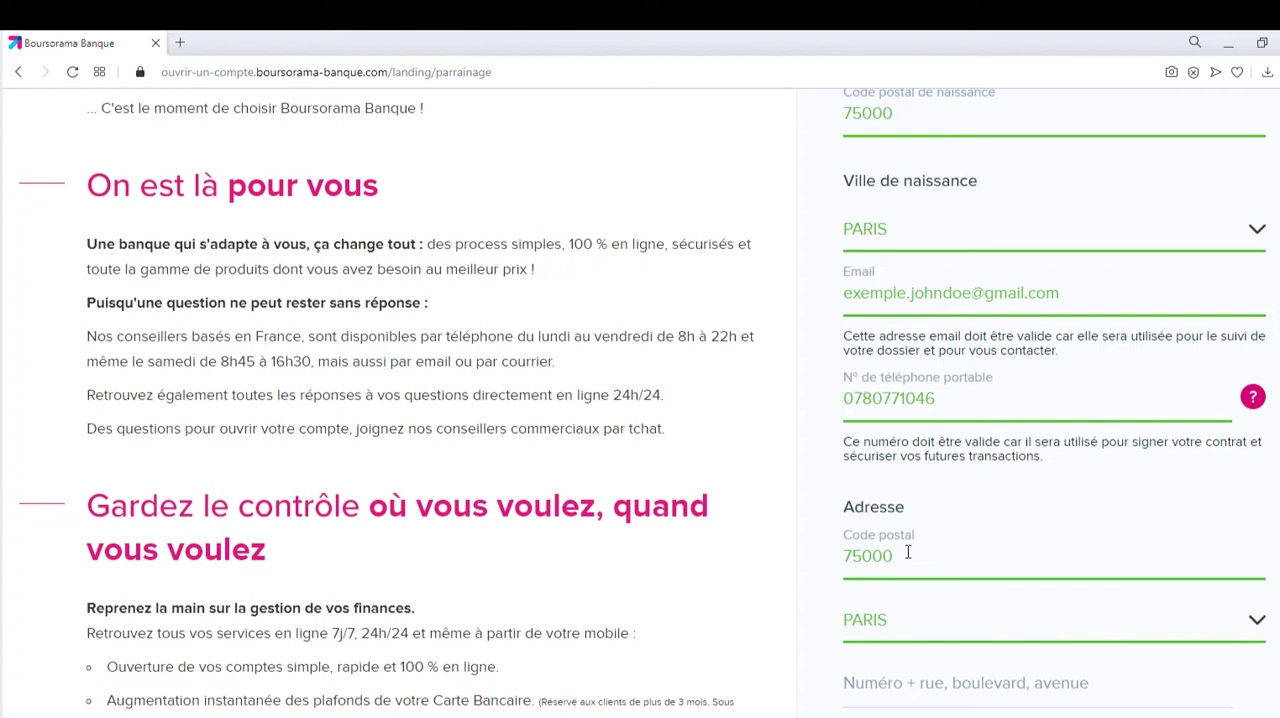 Boursorama Banque
ouvrir-un-compte.boursorama-banque.com/landing/parrainage
... C'est le moment de choisir Boursorama Banque !
On est là pour vous
Une banque qui s'adapte à vous, ça change tout : des process simples, 100 % en ligne, sécurisés et
toute la gamme de produits dont vous avez besoin au meilleur prix !
Puisqu'une question ne peut rester sans réponse :
Nos conseillers basés en France, sont disponibles par téléphone du lundi au vendredi de 8h à 22h et
même le samedi de 8h45 à 16h30, mais aussi par email ou par courrier.
Retrouvez également toutes les réponses à vos questions directement en ligne 24h/24.
Des questions pour ouvrir votre compte, joignez nos conseillers commerciaux par tchat.
Gardez le contrôle où vous voulez, quand
vous voulez
Reprenez la main sur la gestion de vos finances.
Retrouvez tous vos services en ligne 7j/7, 24h/24 et même à partir de votre mobile :
Ouverture de vos comptes simple, rapide et 100 % en ligne.
Augmentation instantanée des plafonds de votre Carte Bancaire. (Réservé aux clients de plus de 3 mois. Sous
Code postal de naissance
75000
Ville de naissance
PARIS
Email
exemple.johndoe@gmail.com
Cette adresse email doit être valide car elle sera utilisée pour le suivi de
votre dossier et pour vous contacter.
N° de téléphone portable
0780771046
?
Ce numéro doit être valide car il sera utilisé pour signer votre contrat et
sécuriser vos futures transactions.
Adresse
Code postal
75000
PARIS
Numéro + rue, boulevard, avenue